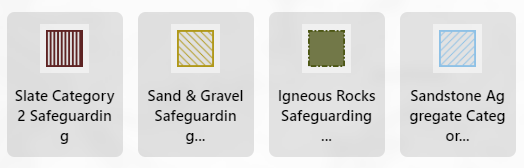 Slate Category
2 Safeguardin
g
Sand & Gravel
Safeguardin
g...
Igneous Rocks
Safeguarding
...
Sandstone Ag
gregate Categ
or...